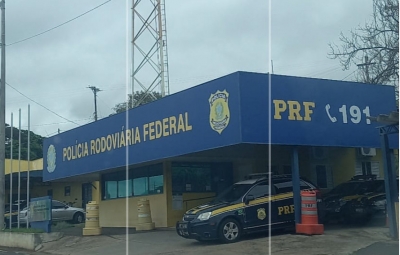 POLÍCIA RODOVIÁRIA FEDERAL
PRF 191
PRF